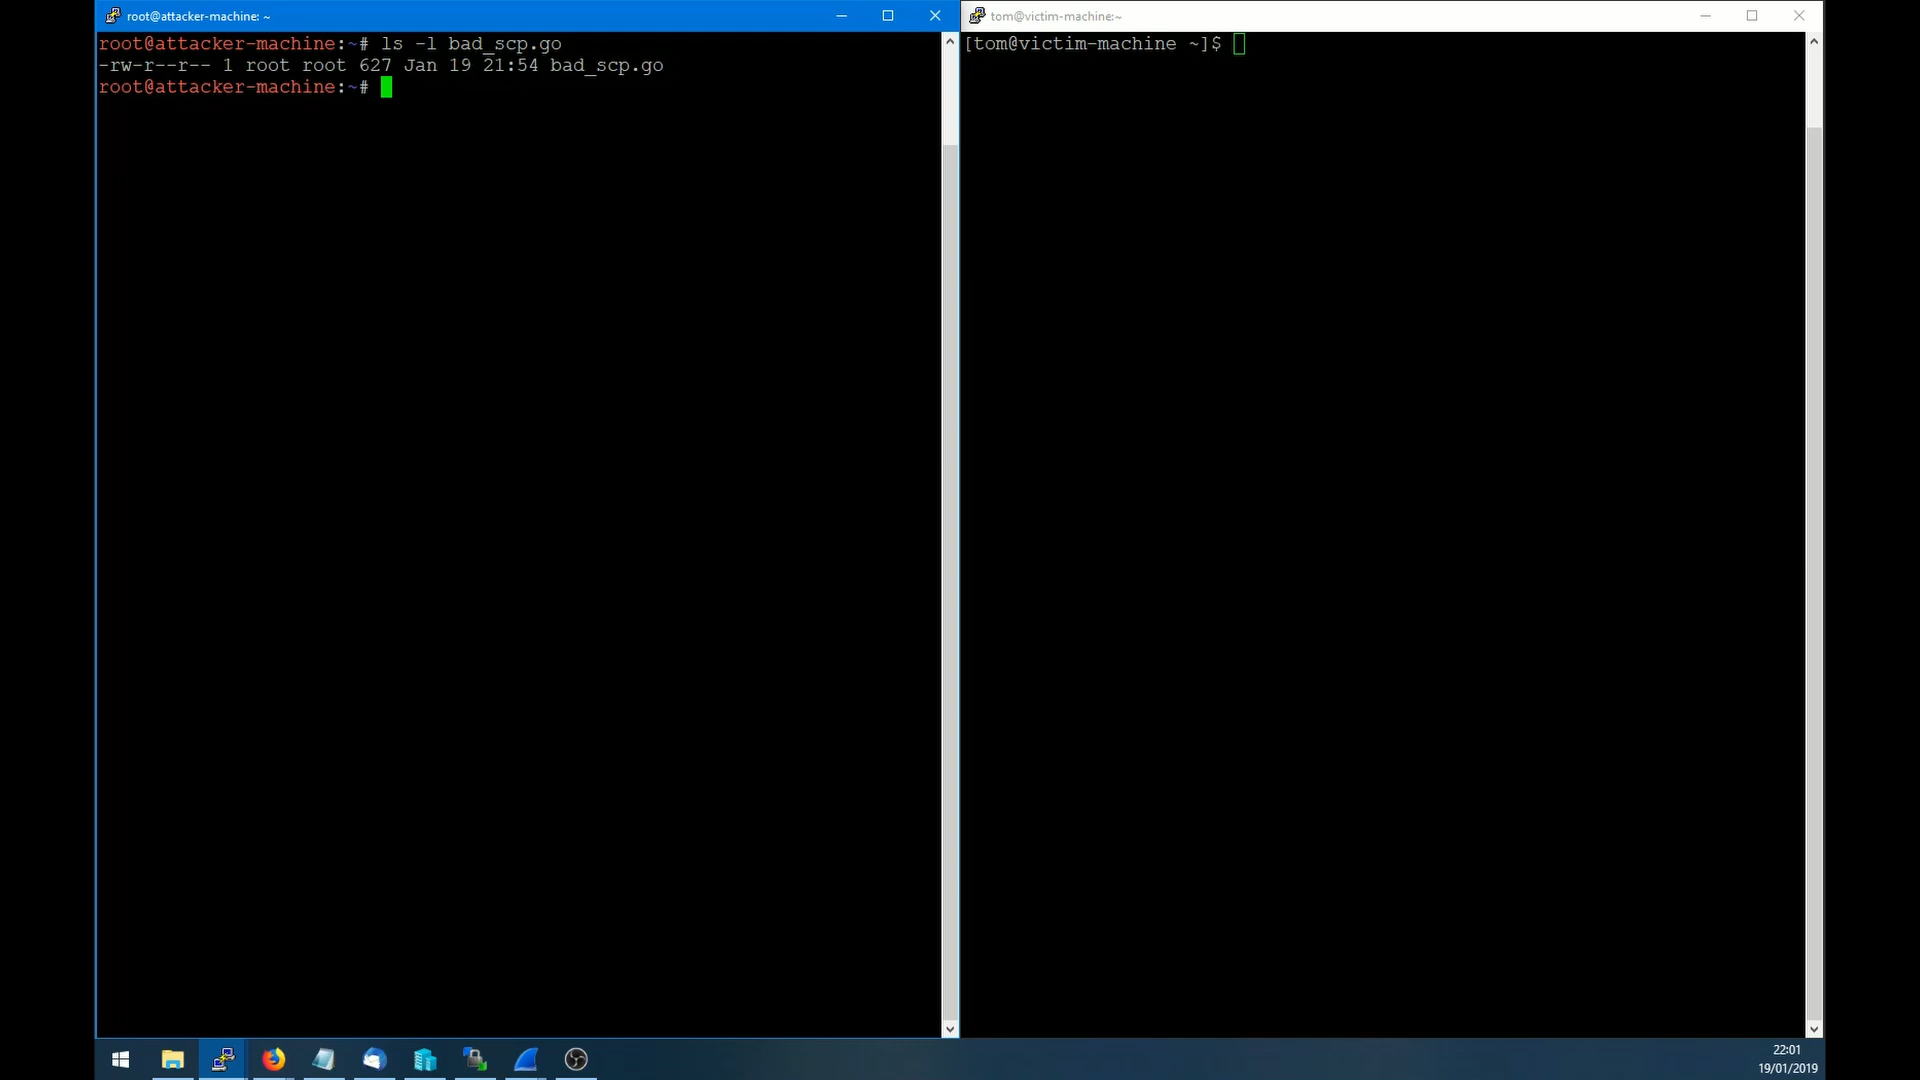 root@attacker-machine: ~
root@attacker-machine:~# ls -l bad_scp.go
-rw-r--r-- 1 root root 627 Jan 19 21:54 bad_scp.go
root@attacker-machine:~#
tom@victim-machine:~
[tom@victim-machine ~]$
22:01
19/01/2019